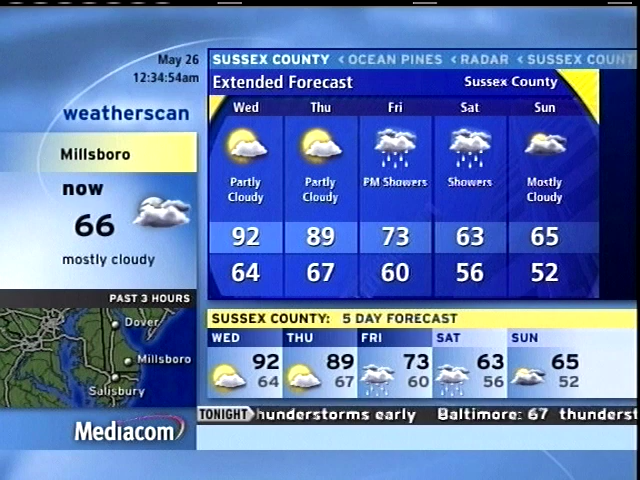 May 26
12:34:54am
weatherscan
Millsboro
now
66
mostly cloudy
PAST 3 HOURS
Dover
Millsboro
Salisbury
Mediacom
SUSSEX COUNTY < OCEAN PINES < RADAR < SUSSEX COUNT
Extended Forecast Sussex County
Wed Thu Fri Sat Sun
Partly Cloudy Partly Cloudy PM Showers Showers Mostly Cloudy
92 89 73 63 65
64 67 60 56 52
SUSSEX COUNTY: 5 DAY FORECAST
WED THU FRI SAT SUN
92 89 73 63 65
64 67 60 56 52
TONIGHT hunderstorms early Baltimore: 67 thunderst